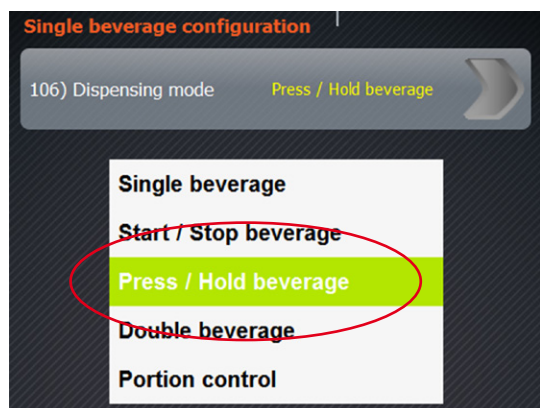 Single beverage configuration
106) Dispensing mode Press / Hold beverage
Single beverage
Start / Stop beverage
Press / Hold beverage
Double beverage
Portion control